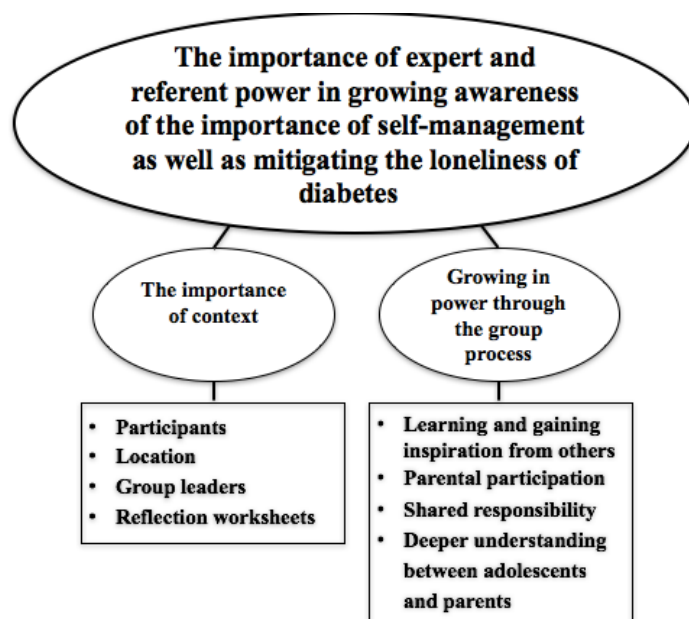 The importance of expert and
referent power in growing awareness
of the importance of self-management
as well as mitigating the loneliness of
diabetes
The importance
of context
Growing in
power through
the group
process
• Participants
• Location
• Group leaders
• Reflection worksheets
• Learning and gaining
inspiration from others
• Parental participation
• Shared responsibility
• Deeper understanding
between adolescents
and parents